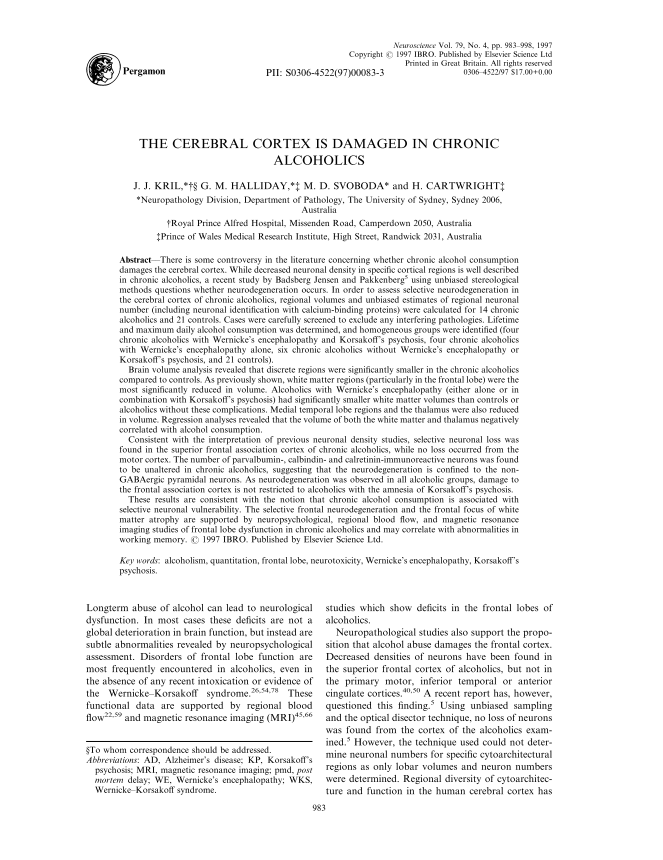 Neuroscience Vol. 79, No. 4, pp. 983–998, 1997
Copyright © 1997 IBRO. Published by Elsevier Science Ltd
Printed in Great Britain. All rights reserved
Pergamon
PII: S0306-4522(97)00083-3
0306–4522/97 $17.00+0.00
THE CEREBRAL CORTEX IS DAMAGED IN CHRONIC
ALCOHOLICS
J. J. KRIL,*†§ G. M. HALLIDAY,*‡ M. D. SVOBODA* and H. CARTWRIGHT‡
*Neuropathology Division, Department of Pathology, The University of Sydney, Sydney 2006,
Australia
†Royal Prince Alfred Hospital, Missenden Road, Camperdown 2050, Australia
‡Prince of Wales Medical Research Institute, High Street, Randwick 2031, Australia
Abstract—There is some controversy in the literature concerning whether chronic alcohol consumption
damages the cerebral cortex. While decreased neuronal density in specific cortical regions is well described
in chronic alcoholics, a recent study by Badsberg Jensen and Pakkenberg⁵ using unbiased stereological
methods questions whether neurodegeneration occurs. In order to assess selective neurodegeneration in
the cerebral cortex of chronic alcoholics, regional volumes and unbiased estimates of regional neuronal
number (including neuronal identification with calcium-binding proteins) were calculated for 14 chronic
alcoholics and 21 controls. Cases were carefully screened to exclude any interfering pathologies. Lifetime
and maximum daily alcohol consumption was determined, and homogeneous groups were identified (four
chronic alcoholics with Wernicke's encephalopathy and Korsakoff's psychosis, four chronic alcoholics
with Wernicke's encephalopathy alone, six chronic alcoholics without Wernicke's encephalopathy or
Korsakoff's psychosis, and 21 controls).
Brain volume analysis revealed that discrete regions were significantly smaller in the chronic alcoholics
compared to controls. As previously shown, white matter regions (particularly in the frontal lobe) were the
most significantly reduced in volume. Alcoholics with Wernicke's encephalopathy (either alone or in
combination with Korsakoff's psychosis) had significantly smaller white matter volumes than controls or
alcoholics without these complications. Medial temporal lobe regions and the thalamus were also reduced
in volume. Regression analyses revealed that the volume of both the white matter and thalamus negatively
correlated with alcohol consumption.
Consistent with the interpretation of previous neuronal density studies, selective neuronal loss was
found in the superior frontal association cortex of chronic alcoholics, while no loss occurred from the
motor cortex. The number of parvalbumin-, calbindin- and calretinin-immunoreactive neurons was found
to be unaltered in chronic alcoholics, suggesting that the neurodegeneration is confined to the non-
GABAergic pyramidal neurons. As neurodegeneration was observed in all alcoholic groups, damage to
the frontal association cortex is not restricted to alcoholics with the amnesia of Korsakoff's psychosis.
These results are consistent with the notion that chronic alcohol consumption is associated with
selective neuronal vulnerability. The selective frontal neurodegeneration and the frontal focus of white
matter atrophy are supported by neuropsychological, regional blood flow, and magnetic resonance
imaging studies of frontal lobe dysfunction in chronic alcoholics and may correlate with abnormalities in
working memory. © 1997 IBRO. Published by Elsevier Science Ltd.
Key words: alcoholism, quantitation, frontal lobe, neurotoxicity, Wernicke's encephalopathy, Korsakoff's
psychosis.
Longterm abuse of alcohol can lead to neurological
dysfunction. In most cases these deficits are not a
global deterioration in brain function, but instead are
subtle abnormalities revealed by neuropsychological
assessment. Disorders of frontal lobe function are
most frequently encountered in alcoholics, even in
the absence of any recent intoxication or evidence of
the Wernicke–Korsakoff syndrome.²⁶,⁵⁴,⁷⁸ These
functional data are supported by regional blood
flow²²,⁵⁹ and magnetic resonance imaging (MRI)⁴⁵,⁶⁶
§To whom correspondence should be addressed.
Abbreviations: AD, Alzheimer's disease; KP, Korsakoff's
psychosis; MRI, magnetic resonance imaging; pmd, post
mortem delay; WE, Wernicke's encephalopathy; WKS,
Wernicke–Korsakoff syndrome.
studies which show deficits in the frontal lobes of
alcoholics.
Neuropathological studies also support the propo-
sition that alcohol abuse damages the frontal cortex.
Decreased densities of neurons have been found in
the superior frontal cortex of alcoholics, but not in
the primary motor, inferior temporal or anterior
cingulate cortices.⁴⁰,⁵⁰ A recent report has, however,
questioned this finding.⁵ Using unbiased sampling
and the optical disector technique, no loss of neurons
was found from the cortex of the alcoholics exam-
ined.⁵ However, the technique used could not deter-
mine neuronal numbers for specific cytoarchitectural
regions as only lobar volumes and neuron numbers
were determined. Regional diversity of cytoarchitec-
ture and function in the human cerebral cortex has
983